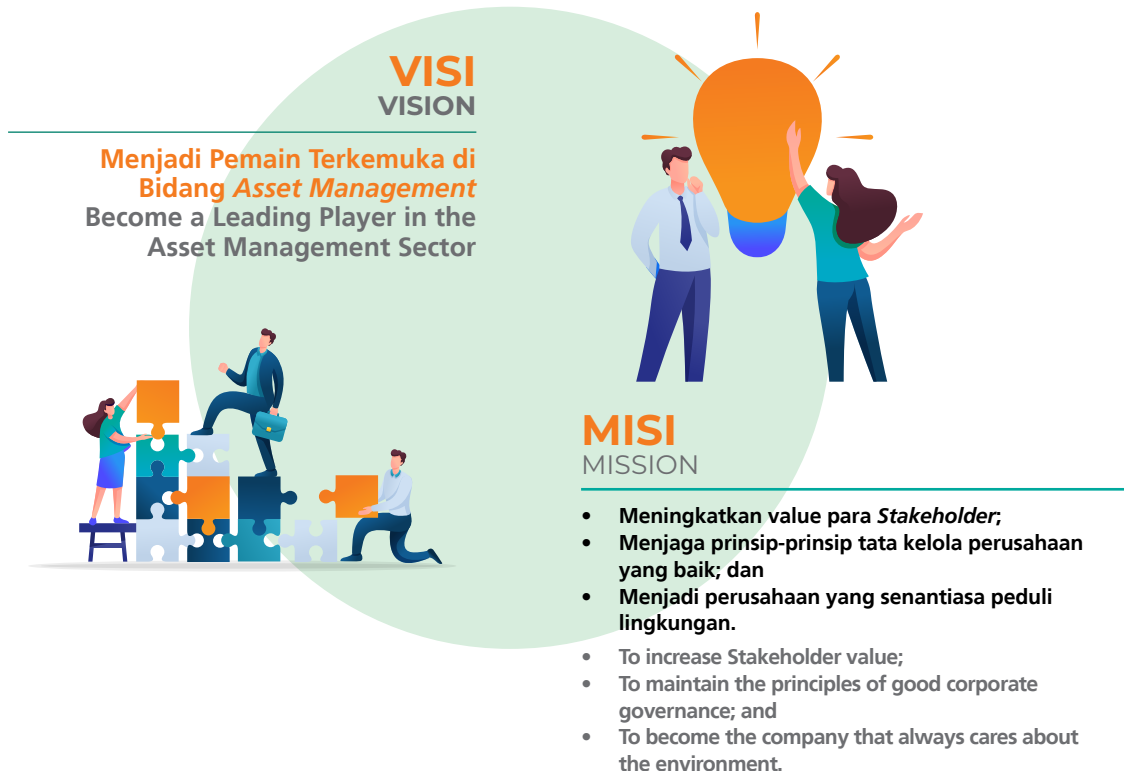 VISI
VISION
Menjadi Pemain Terkemuka di
Bidang Asset Management
Become a Leading Player in the
Asset Management Sector
MISI
MISSION
• Meningkatkan value para Stakeholder;
• Menjaga prinsip-prinsip tata kelola perusahaan
yang baik; dan
• Menjadi perusahaan yang senantiasa peduli
lingkungan.
• To increase Stakeholder value;
• To maintain the principles of good corporate
governance; and
• To become the company that always cares about
the environment.